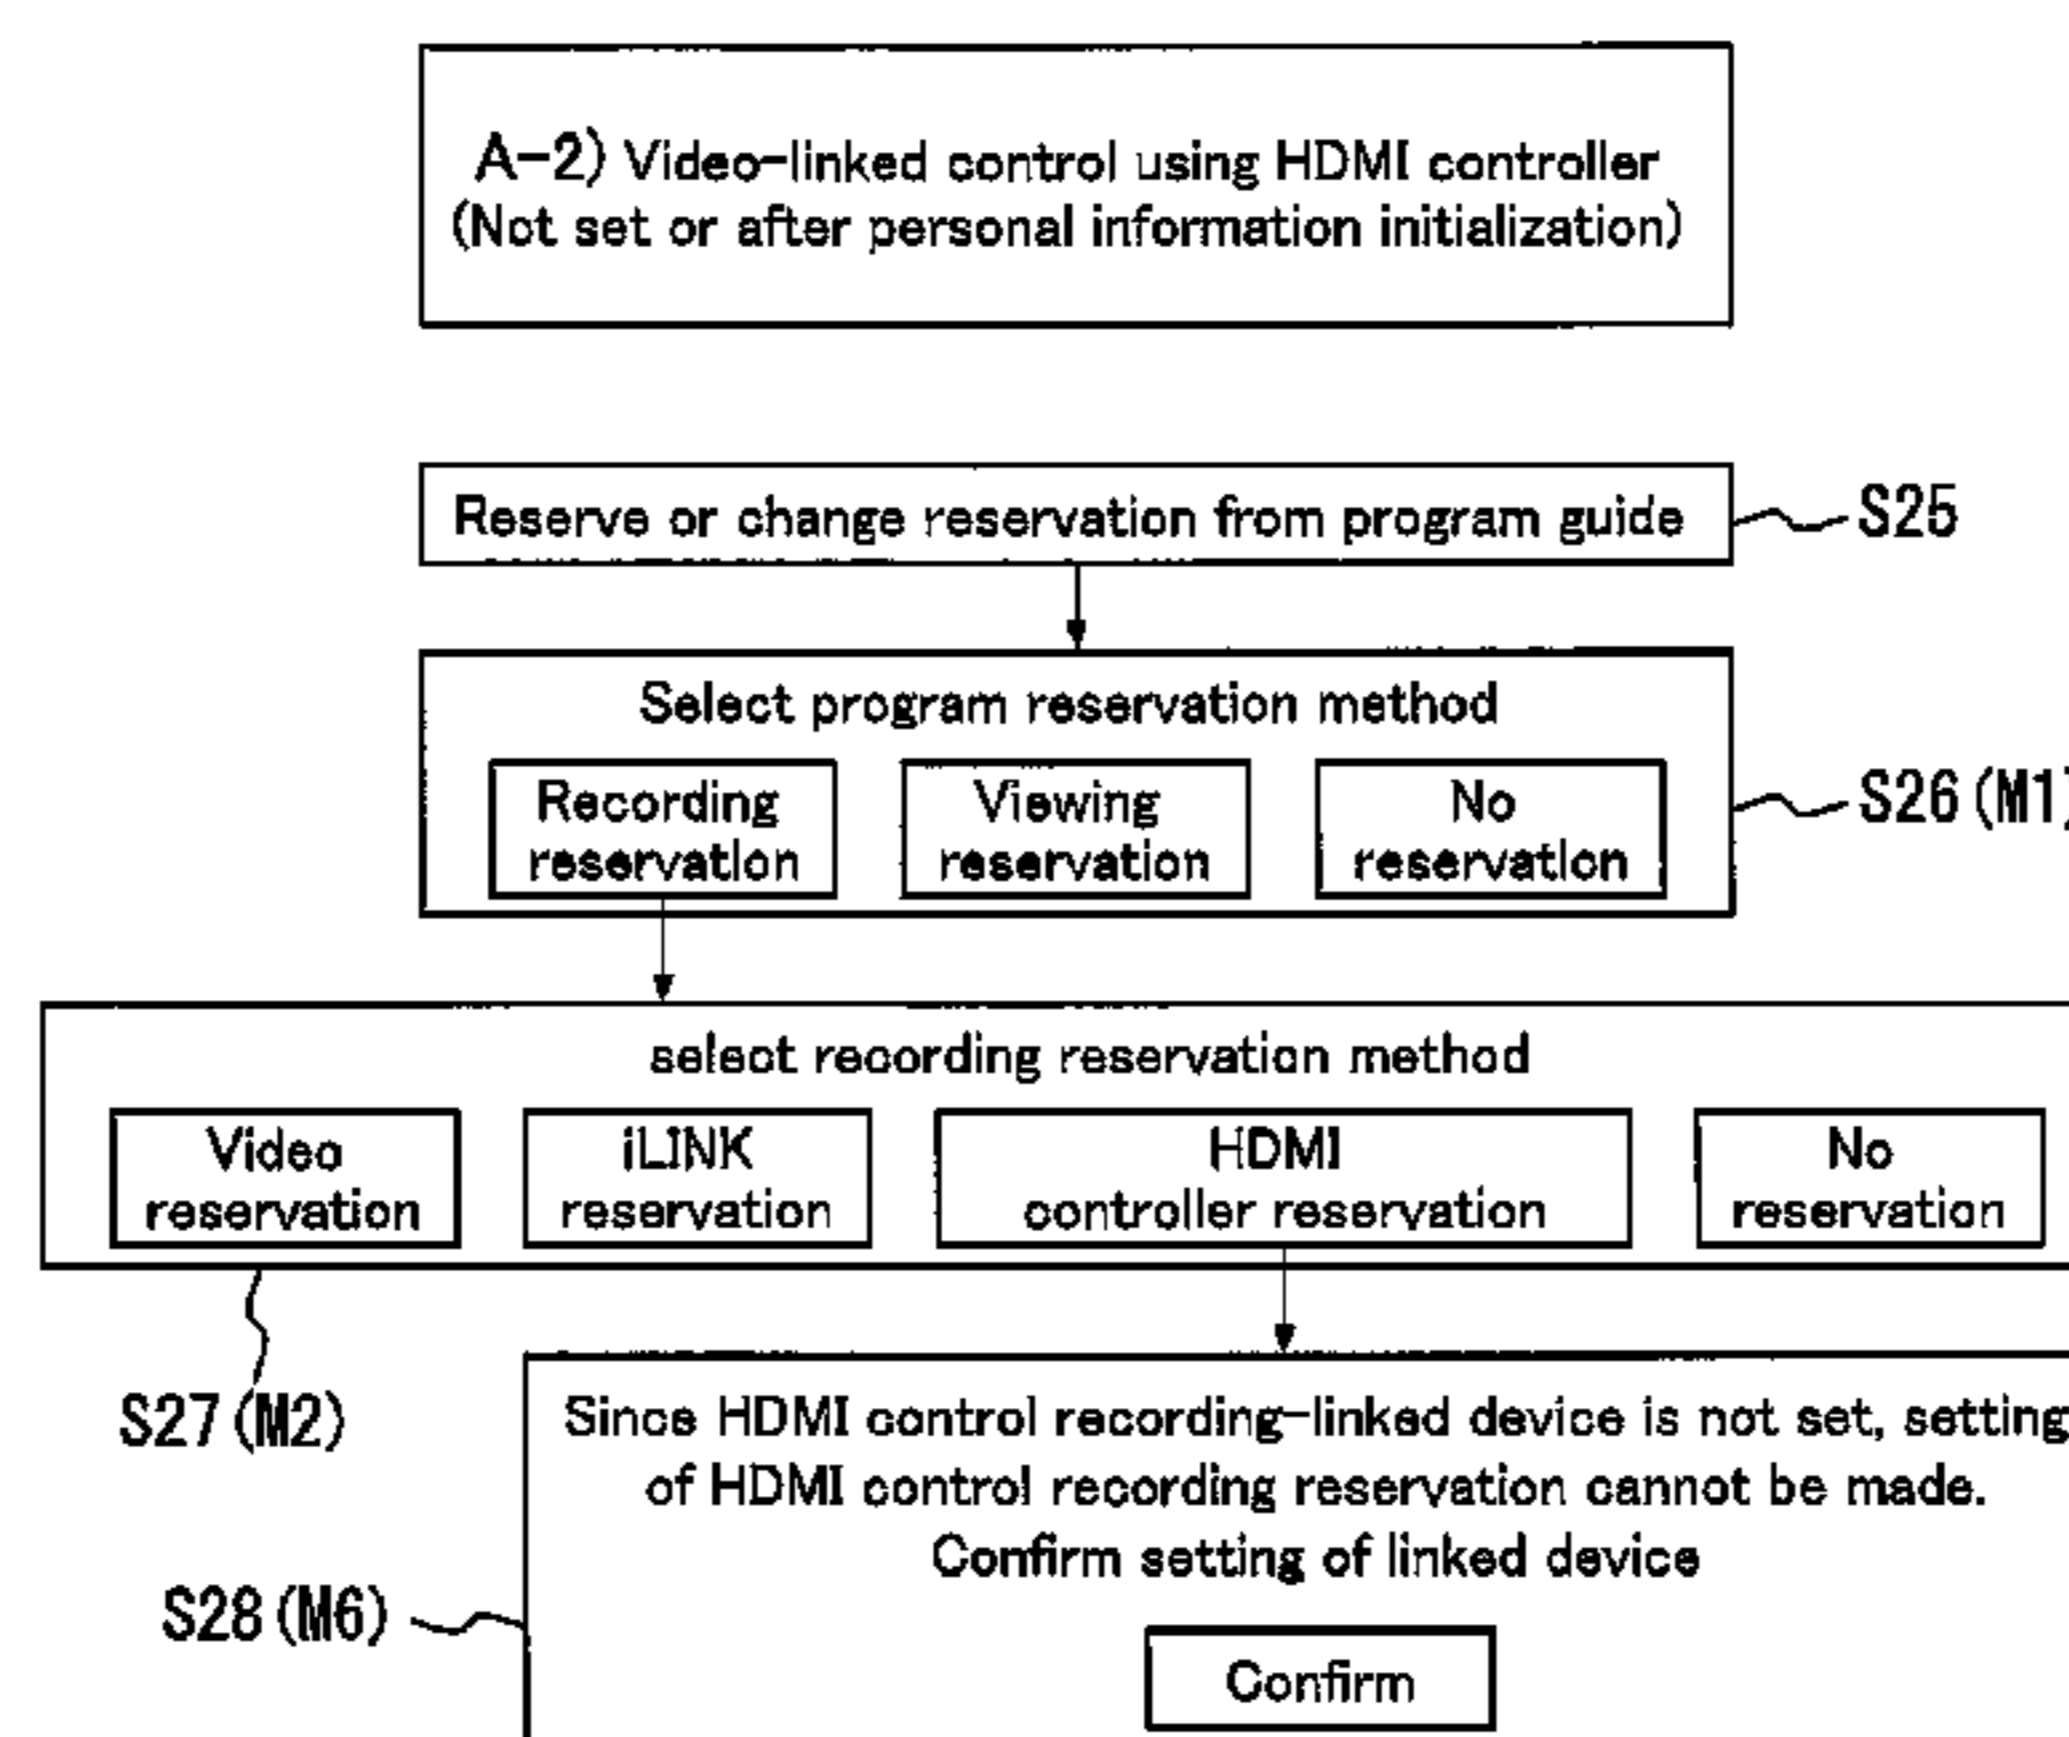 A-2) Video-linked control using HDMI controller
(Not set or after personal information initialization)
Reserve or change reservation from program guide
S25
Select program reservation method
Recording
reservation
Viewing
reservation
No
reservation
S26 (M1)
select recording reservation method
Video
reservation
iLINK
reservation
HDMI
controller reservation
No
reservation
S27 (M2)
Since HDMI control recording-linked device is not set, setting
of HDMI control recording reservation cannot be made.
Confirm setting of linked device
S28 (M6)
Confirm